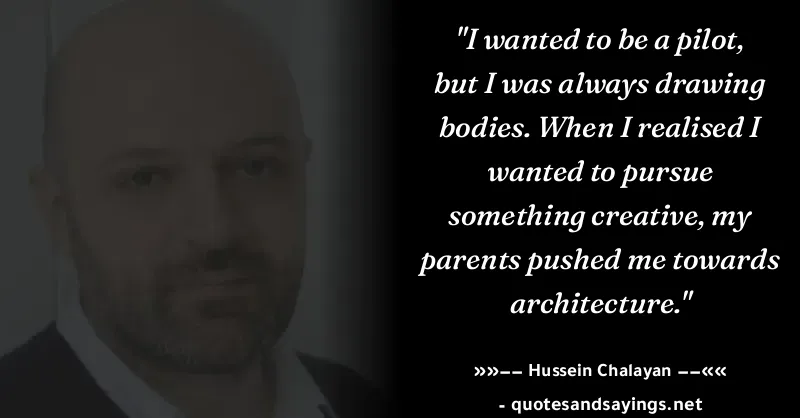 "I wanted to be a pilot,
but I was always drawing
bodies. When I realised I
wanted to pursue
something creative, my
parents pushed me towards
architecture."
»»−− Hussein Chalayan −−««
- quotesandsayings.net